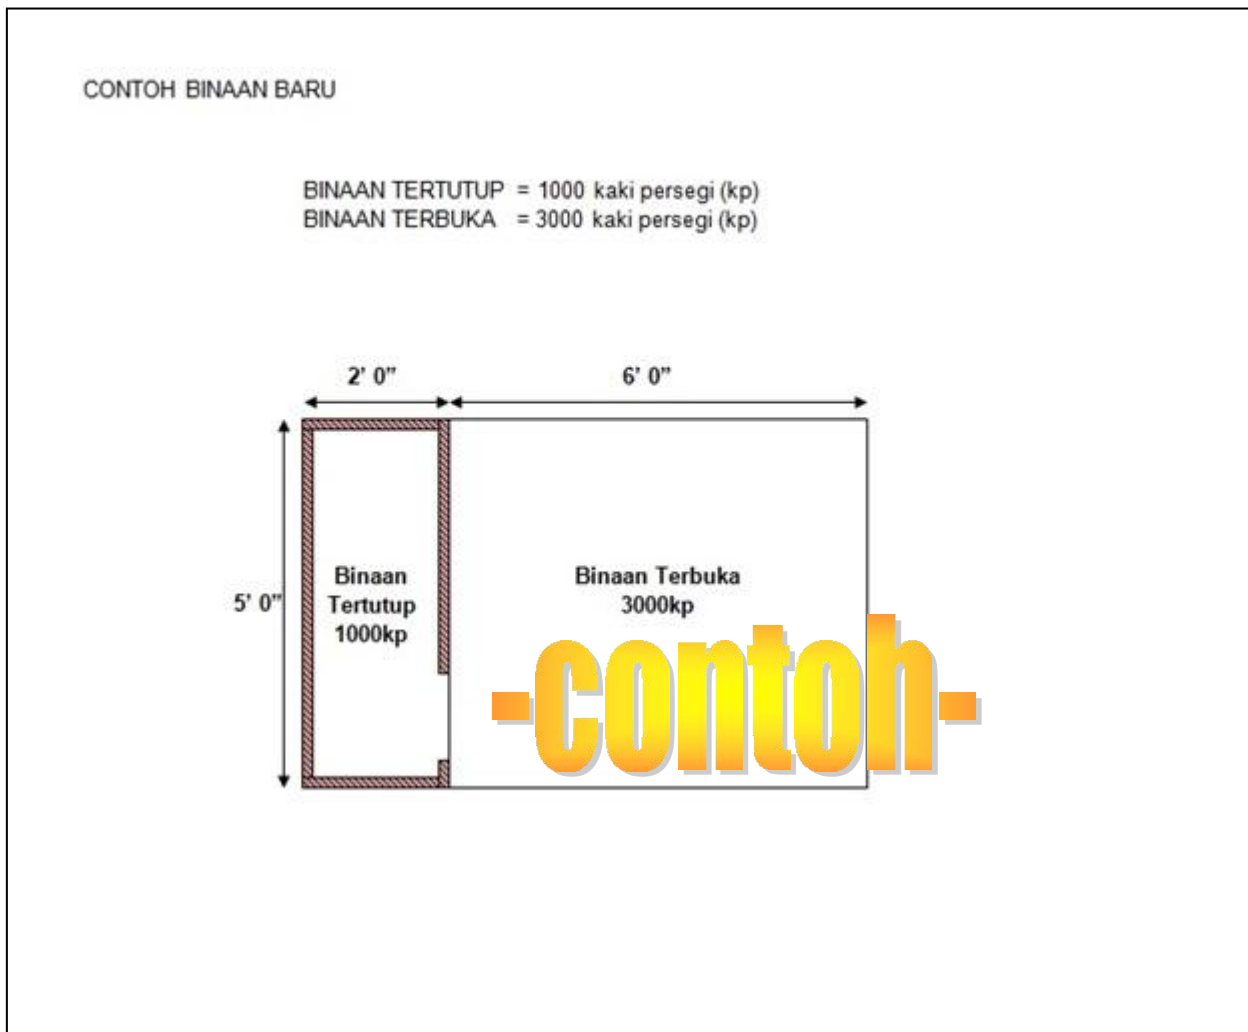 CONTOH BINAAN BARU
BINAAN TERTUTUP = 1000 kaki persegi (kp)
BINAAN TERBUKA = 3000 kaki persegi (kp)
2' 0”
6' 0”
5' 0”
Binaan
Tertutup
1000kp
Binaan Terbuka
3000kp
-contoh-